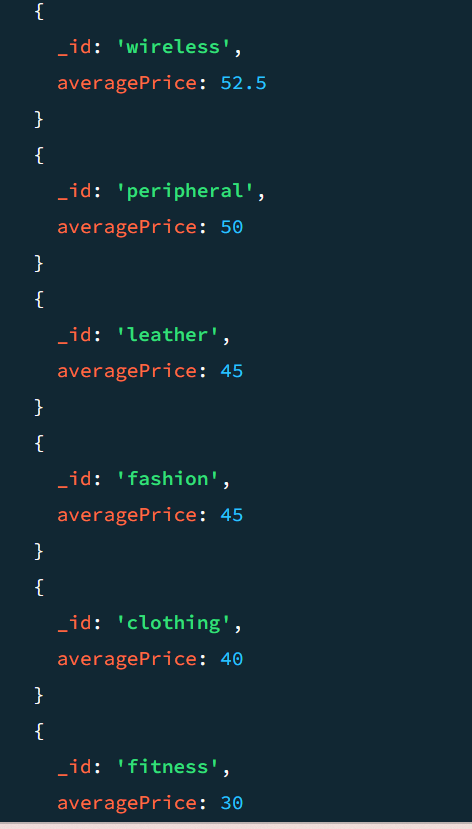 {
_id: 'wireless',
averagePrice: 52.5
}
{
_id: 'peripheral',
averagePrice: 50
}
{
_id: 'leather',
averagePrice: 45
}
{
_id: 'fashion',
averagePrice: 45
}
{
_id: 'clothing',
averagePrice: 40
}
{
_id: 'fitness',
averagePrice: 30